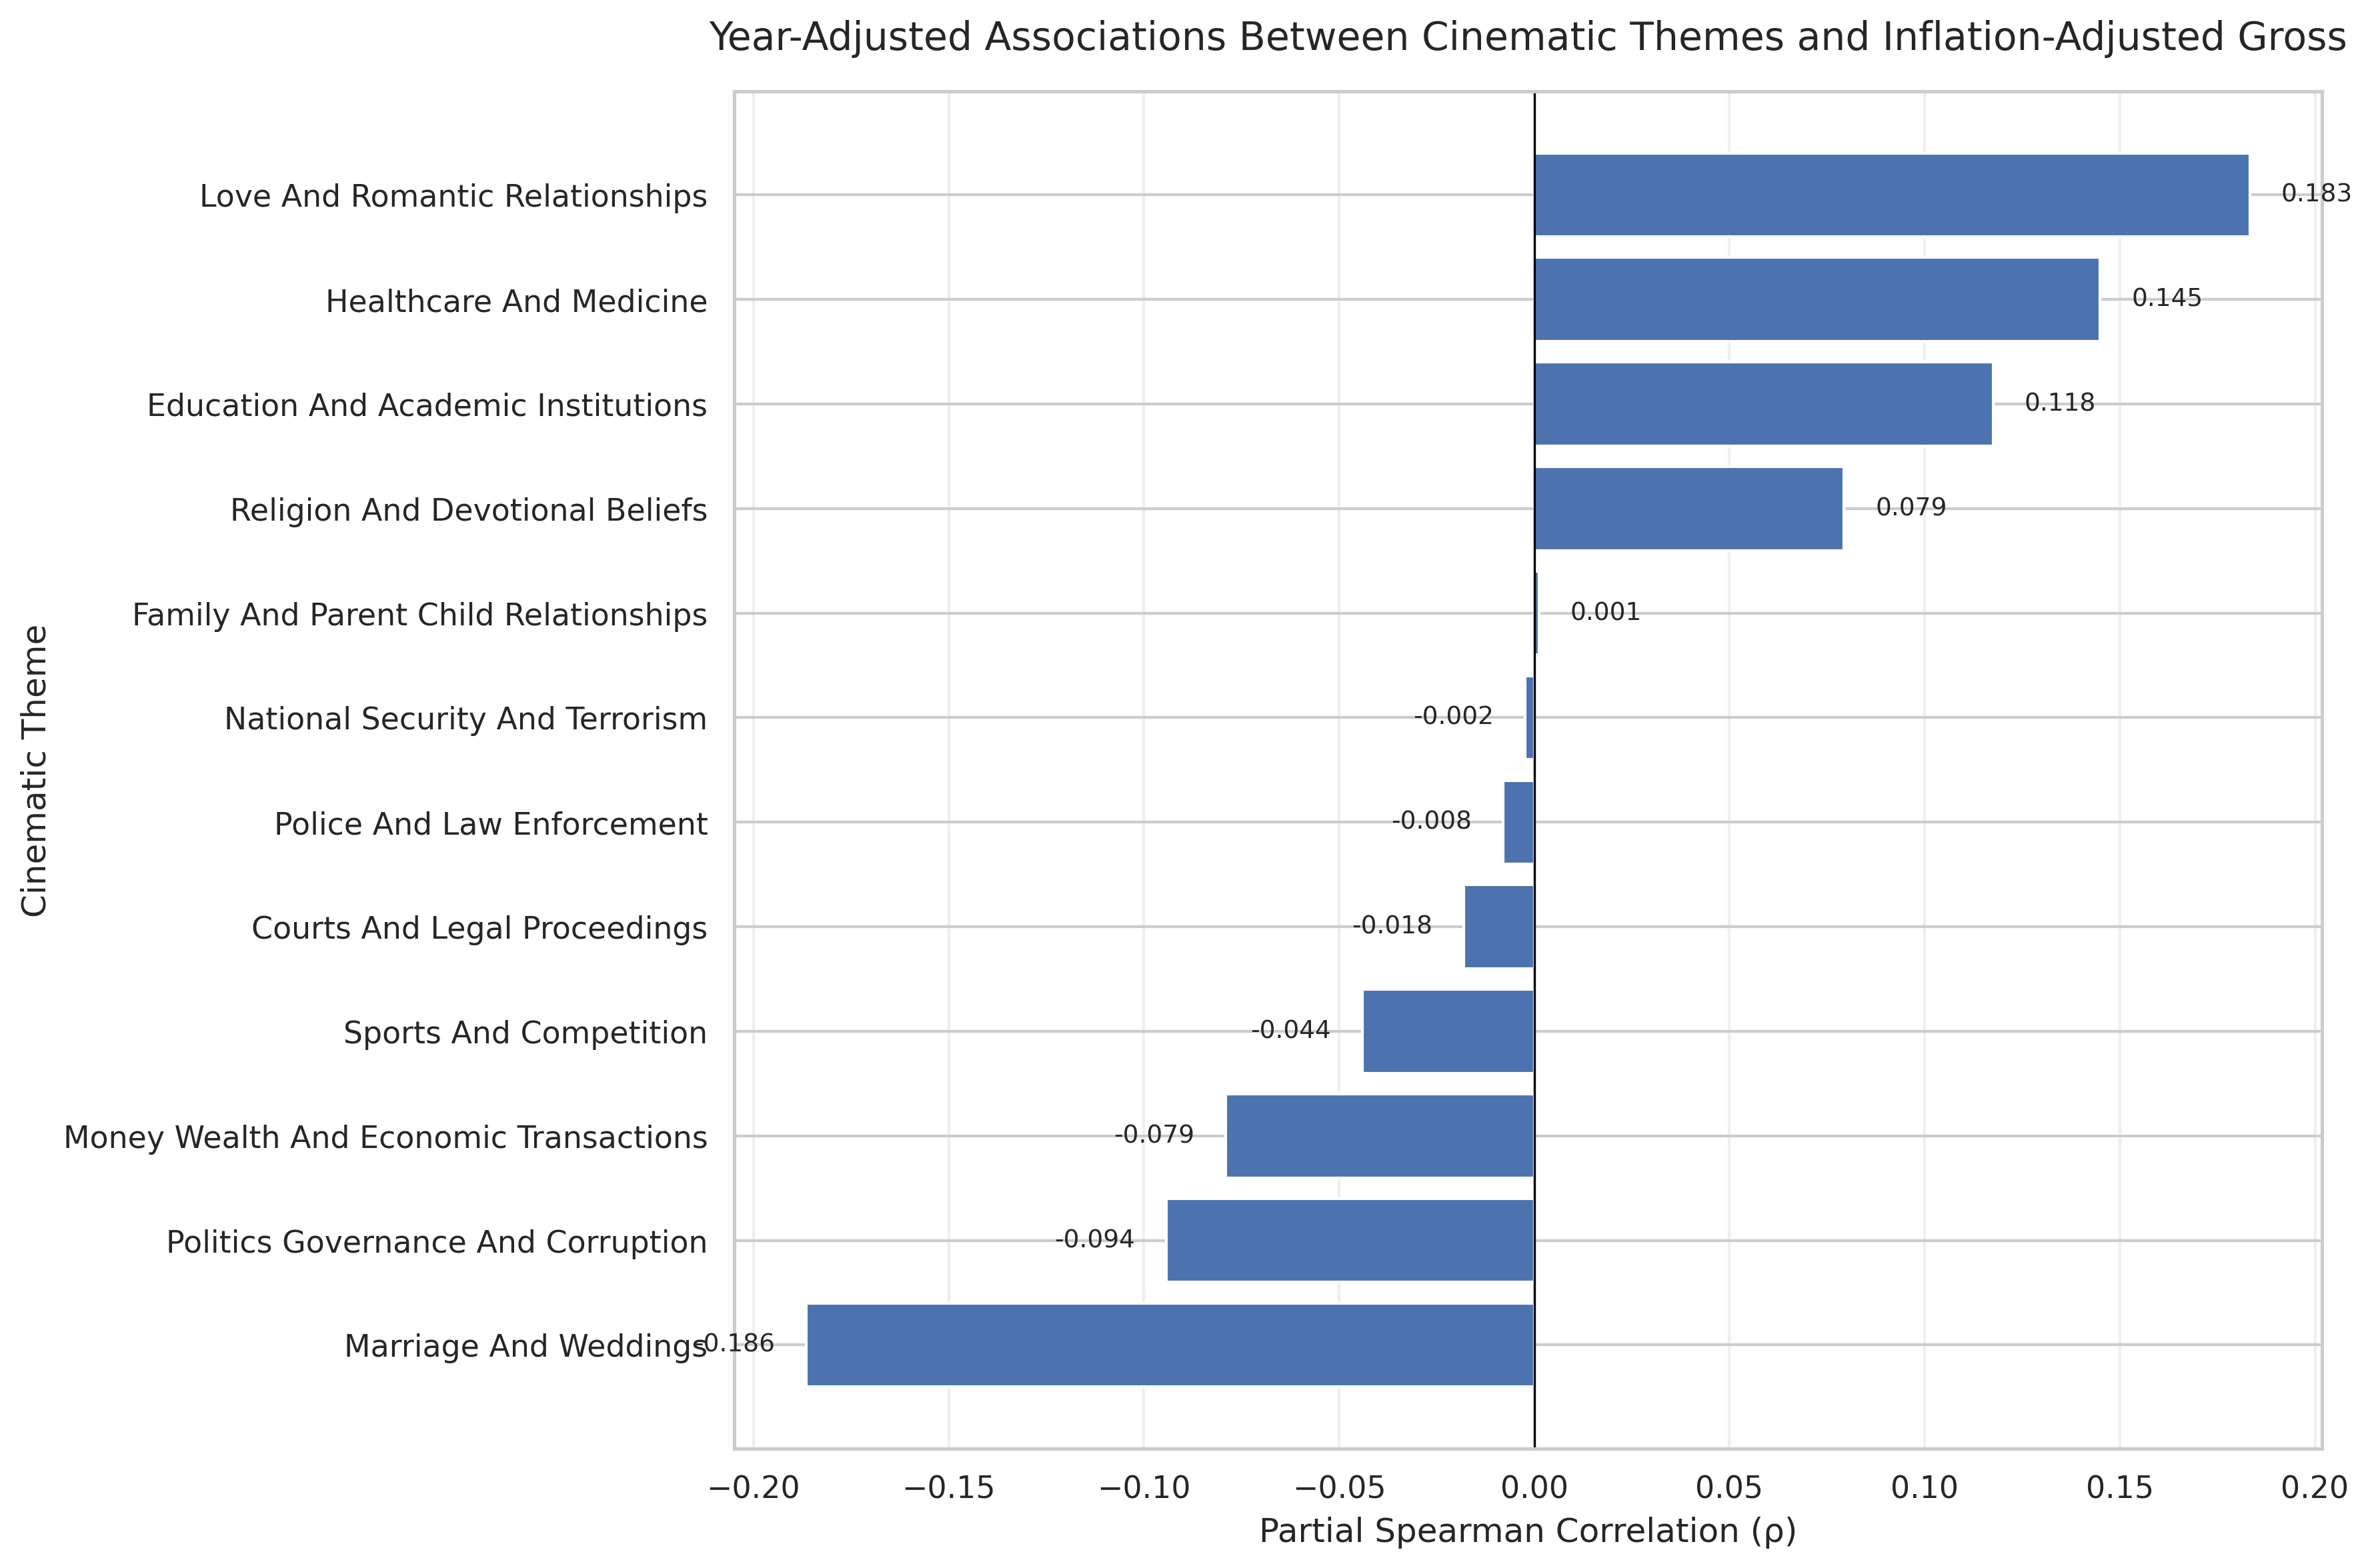 Year-Adjusted Associations Between Cinematic Themes and Inflation-Adjusted Gross
Cinematic Theme
Love And Romantic Relationships 0.183
Healthcare And Medicine 0.145
Education And Academic Institutions 0.118
Religion And Devotional Beliefs 0.079
Family And Parent Child Relationships 0.001
National Security And Terrorism -0.002
Police And Law Enforcement -0.008
Courts And Legal Proceedings -0.018
Sports And Competition -0.044
Money Wealth And Economic Transactions -0.079
Politics Governance And Corruption -0.094
Marriage And Weddings -0.186
−0.20 −0.15 −0.10 −0.05 0.00 0.05 0.10 0.15 0.20
Partial Spearman Correlation (ρ)